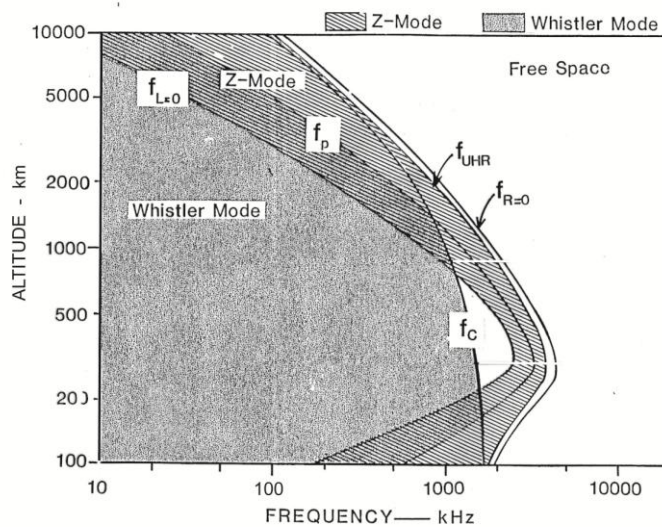 Z-Mode Whistler Mode
10000
5000
2000
1000
500
200
100
ALTITUDE - km
f_L=0
Z-Mode
f_p
Whistler Mode
f_C
Free Space
f_UHR
f_R=0
10 100 1000 10000
FREQUENCY — kHz